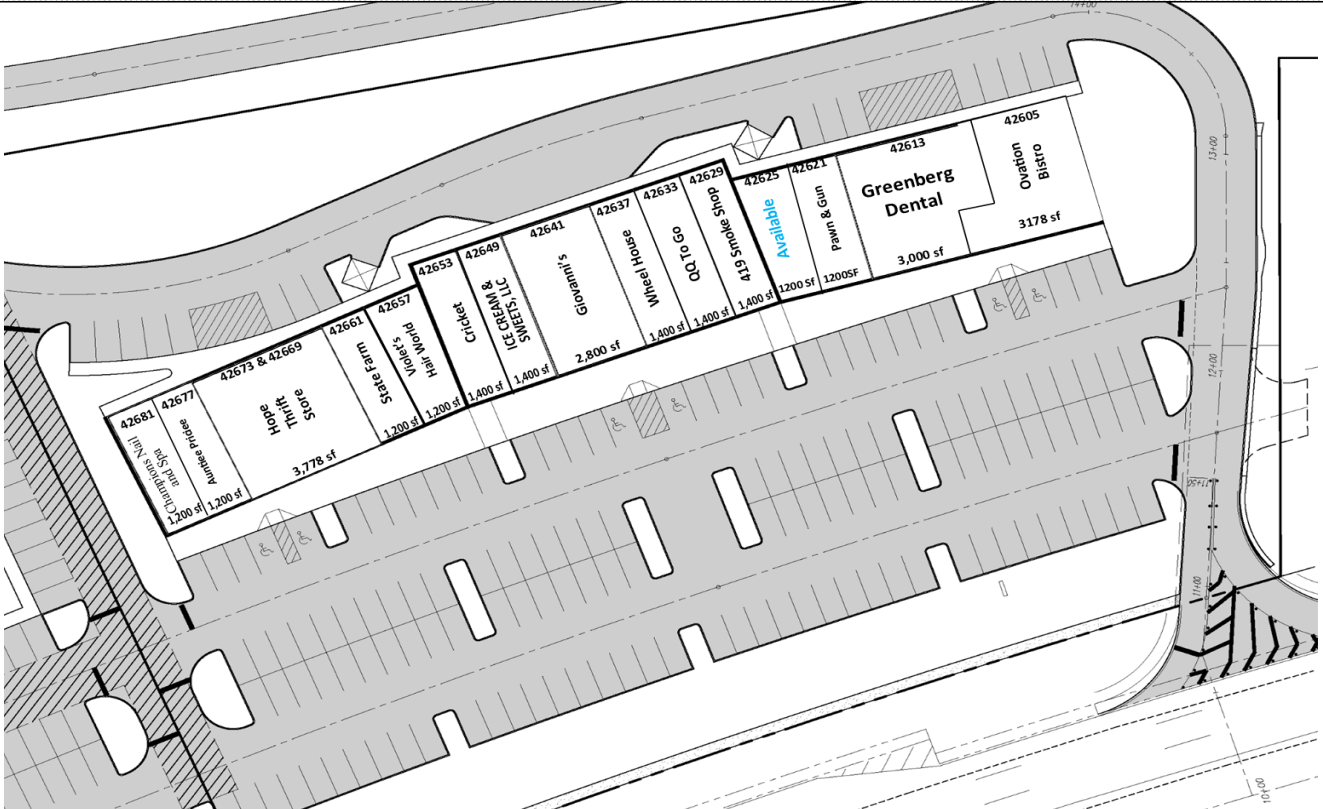 14+00
13+00
12+00
11+50
11+00
10+00
42681
Champions Nail
and Spa
1,200 sf
42677
Auntiee Pridee
1,200 sf
42673 & 42669
Hope
Thrift
Store
3,778 sf
42661
State Farm
1,200 sf
42657
Violet's
Hair World
1,200 sf
42653
Cricket
1,400 sf
42649
ICE CREAM &
SWEETS, LLC
1,400 sf
42641
Giovanni's
2,800 sf
42637
Wheel House
1,400 sf
42633
QQ To Go
1,400 sf
42629
419 Smoke Shop
1,400 sf
42625
Available
1200 SF
42621
Pawn & Gun
1200SF
42613
Greenberg
Dental
3,000 sf
42605
Ovation
Bistro
3178 sf